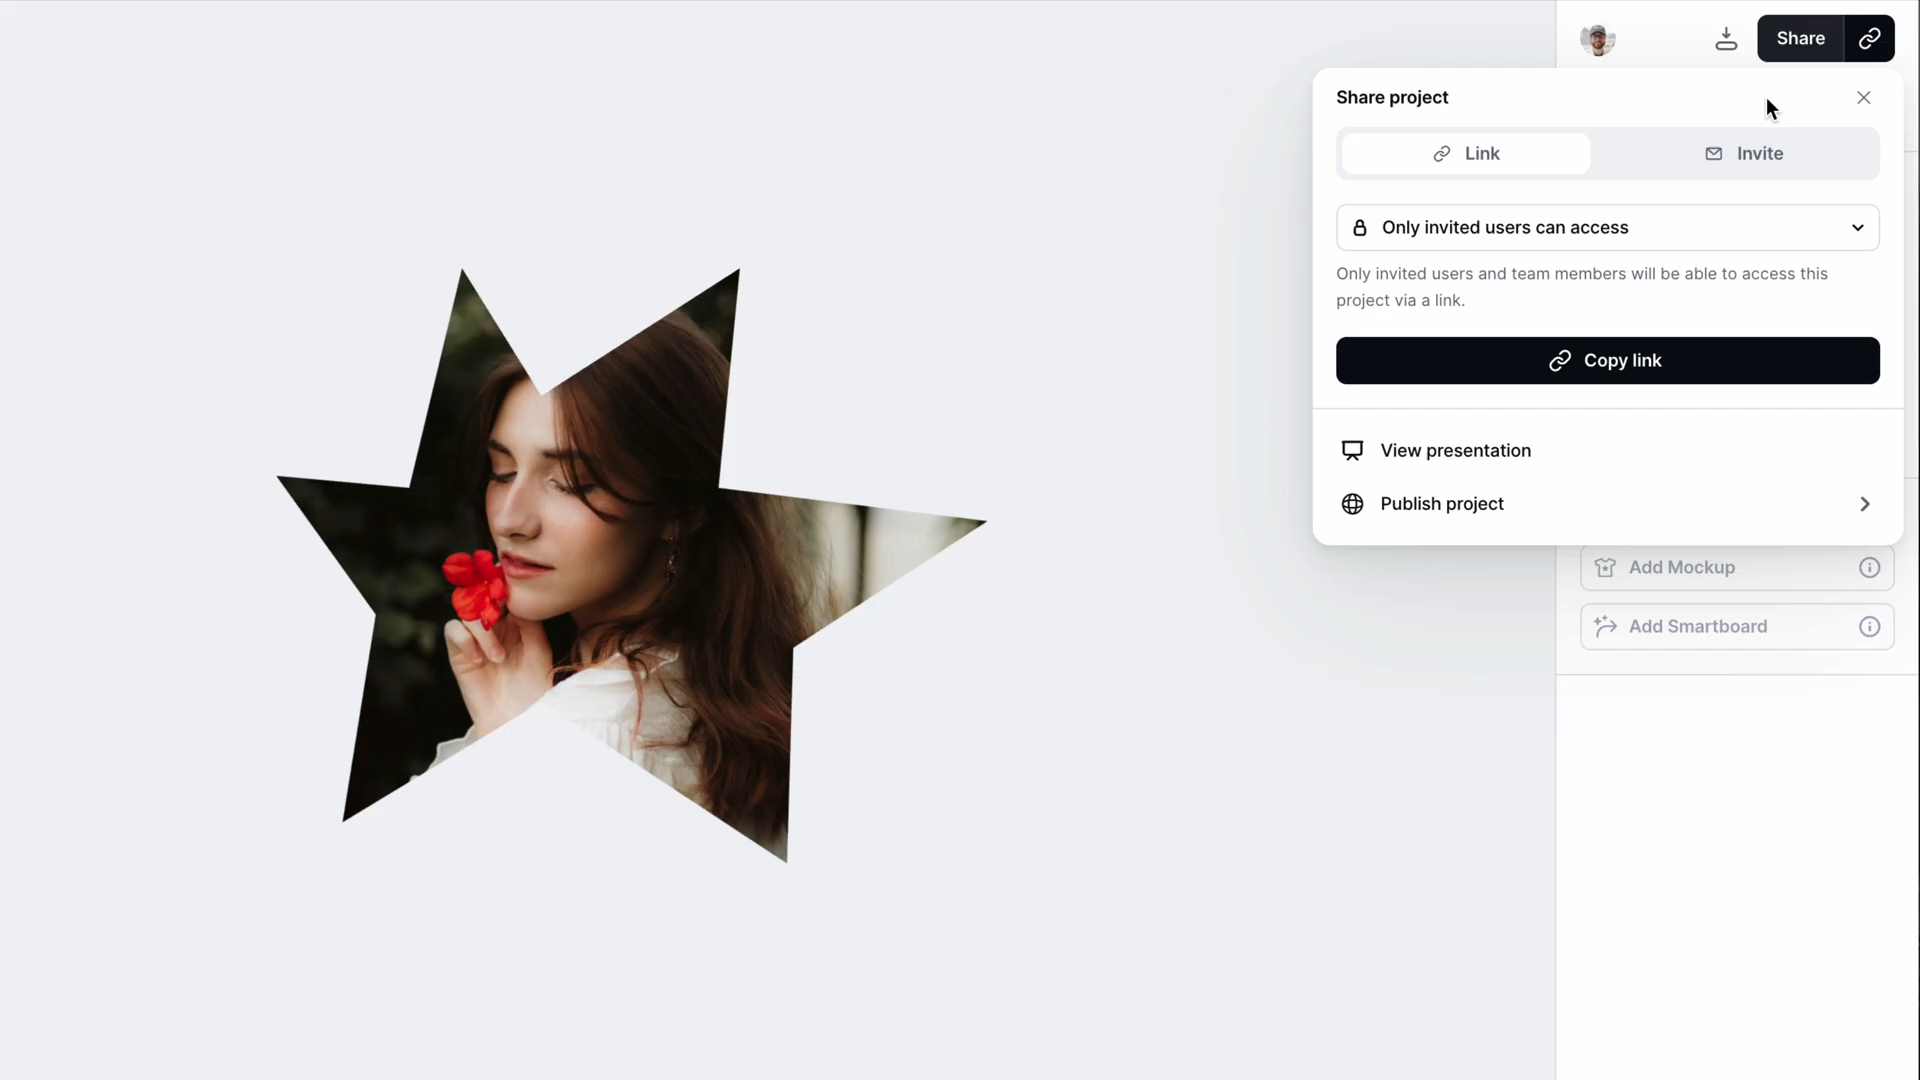 Share
Share project
Link
Invite
Only invited users can access
Only invited users and team members will be able to access this
project via a link.
Copy link
View presentation
Publish project
Add Mockup
Add Smartboard